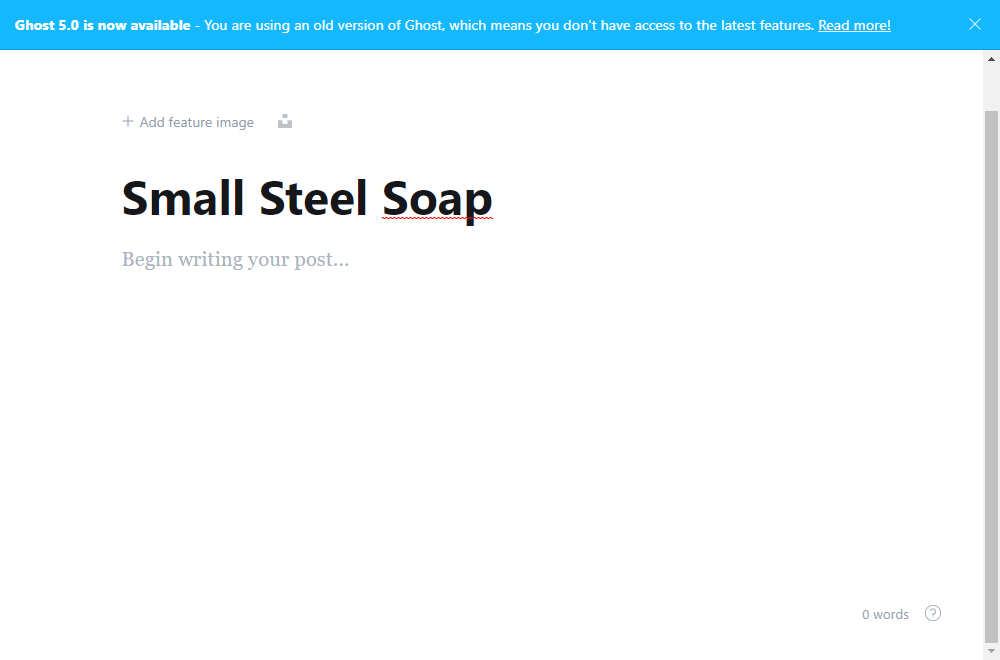 Ghost 5.0 is now available - You are using an old version of Ghost, which means you don't have access to the latest features. Read more!
Add feature image
Small Steel Soap
Begin writing your post...
0 words
?